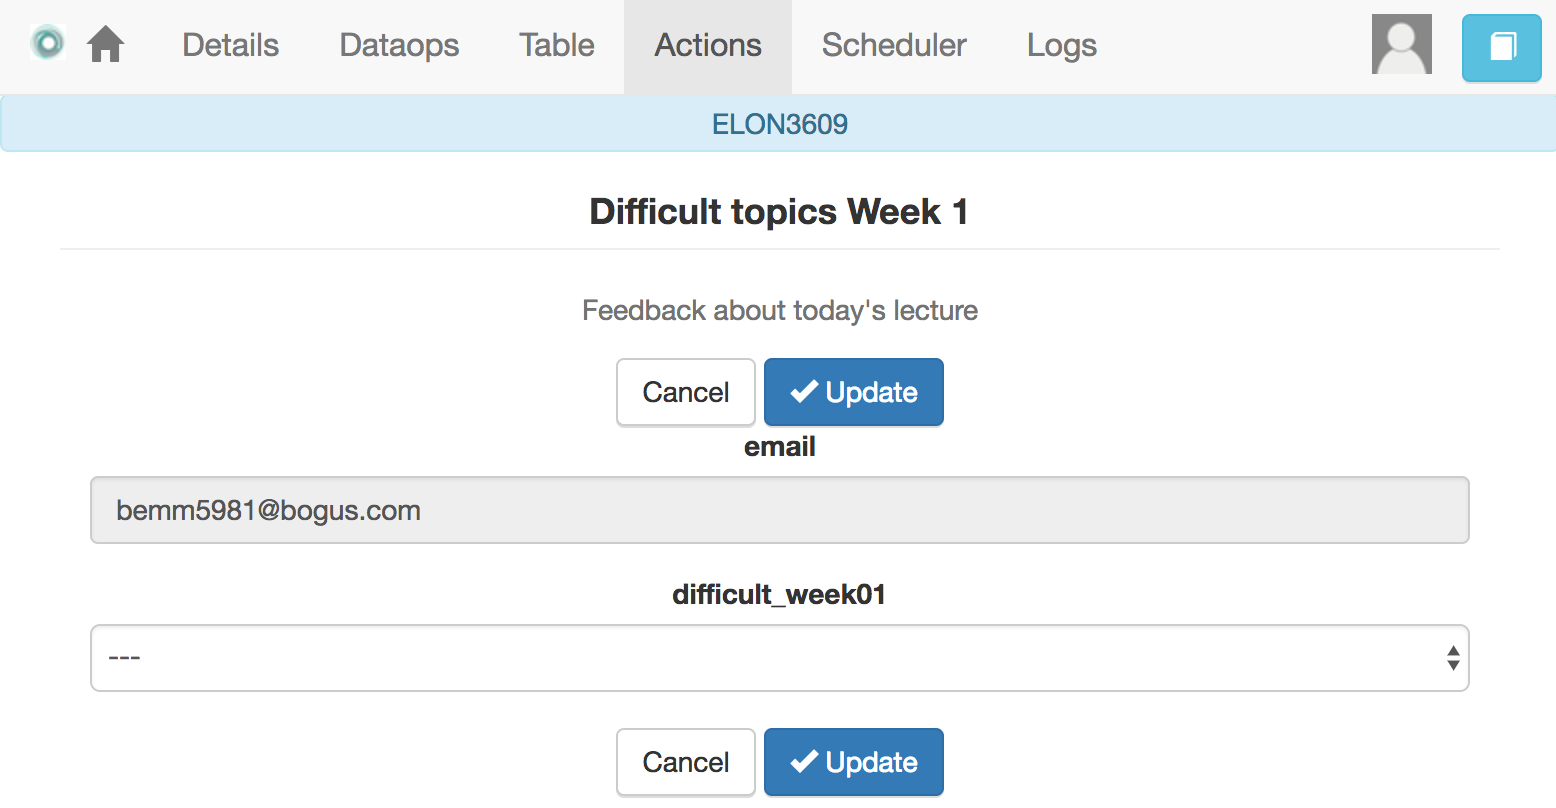 Details Dataops Table Actions Scheduler Logs
ELON3609
Difficult topics Week 1
Feedback about today's lecture
Cancel Update
email
bemm5981@bogus.com
difficult_week01
---
Cancel Update